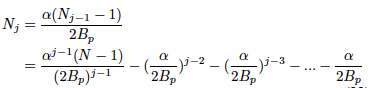 N_j = \frac{\alpha(N_{j-1} - 1)}{2B_p}
= \frac{\alpha^{j-1}(N - 1)}{(2B_p)^{j-1}} - (\frac{\alpha}{2B_p})^{j-2} - (\frac{\alpha}{2B_p})^{j-3} - ... - \frac{\alpha}{2B_p}